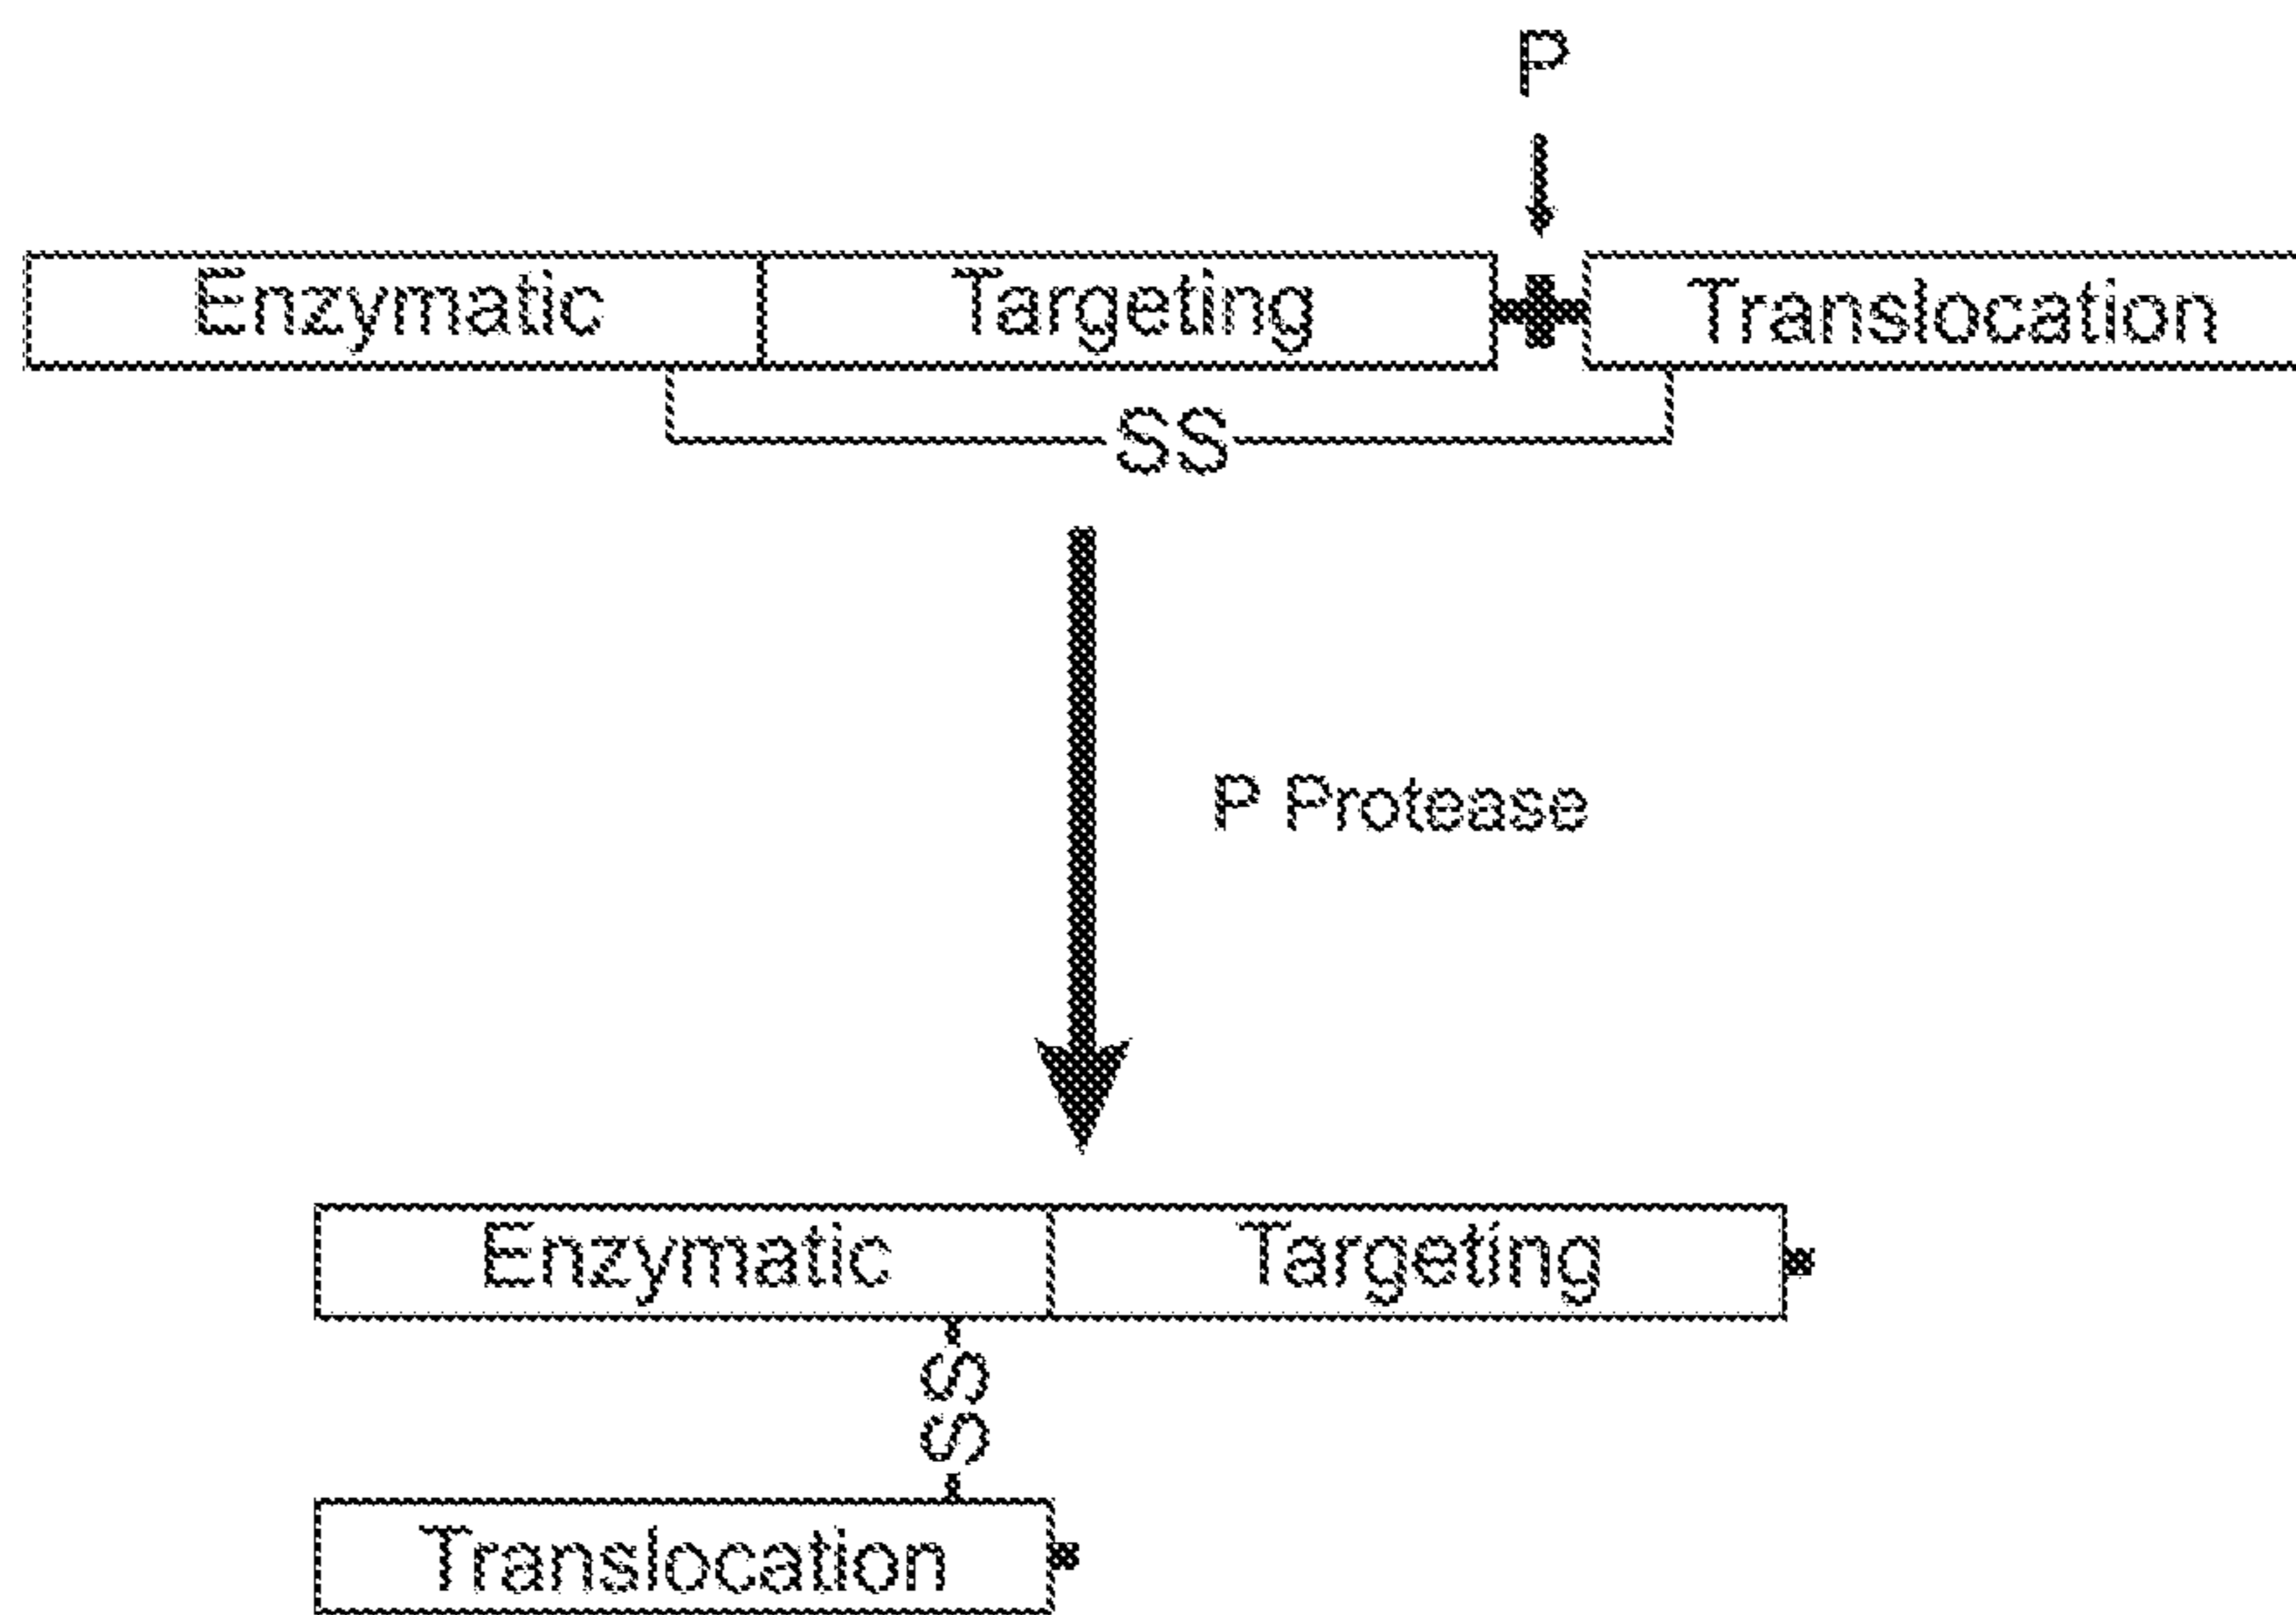 P
Enzymatic Targeting Translocation
SS
P Protease
Enzymatic Targeting
SS
Translocation